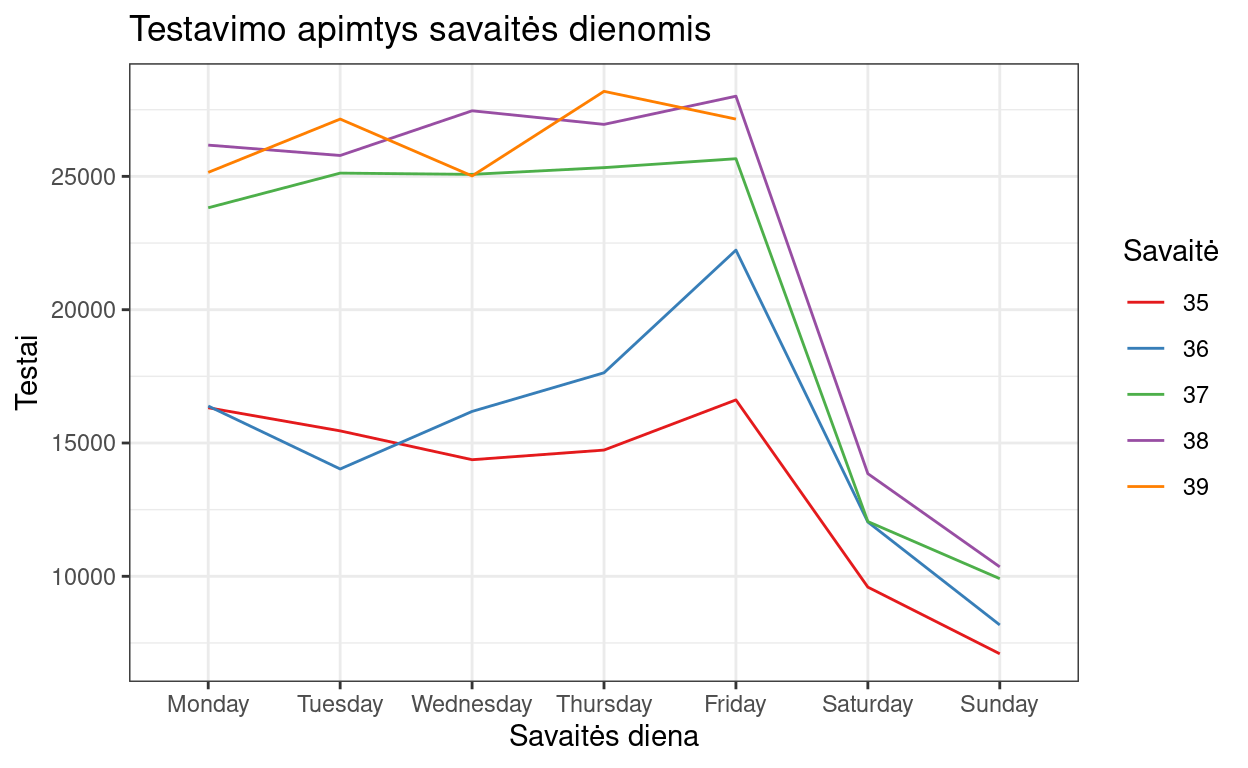 Testavimo apimtys savaitės dienomis
Testai
25000
20000
15000
10000
Monday Tuesday Wednesday Thursday Friday Saturday Sunday
Savaitės diena
Savaitė
35
36
37
38
39